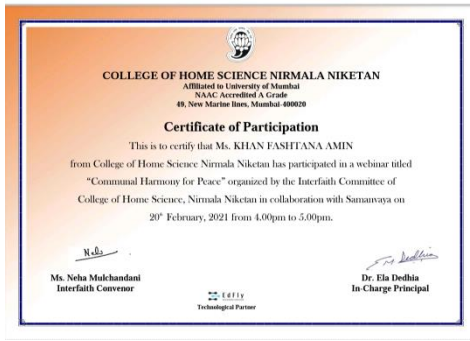 COLLEGE OF HOME SCIENCE NIRMALA NIKETAN
Affiliated to University of Mumbai
NAAC Accredited A Grade
49, New Marine lines, Mumbai-400020
Certificate of Participation
This is to certify that Ms. KHAN FASHTANA AMIN
from College of Home Science Nirmala Niketan has participated in a webinar titled
“Communal Harmony for Peace” organized by the Interfaith Committee of
College of Home Science, Nirmala Niketan in collaboration with Samanvaya on
20th February, 2021 from 4.00pm to 5.00pm.
Neha
E M Dedhia
Ms. Neha Mulchandani
Interfaith Convenor
Dr. Ela Dedhia
In-Charge Principal
EdFly
Technological Partner